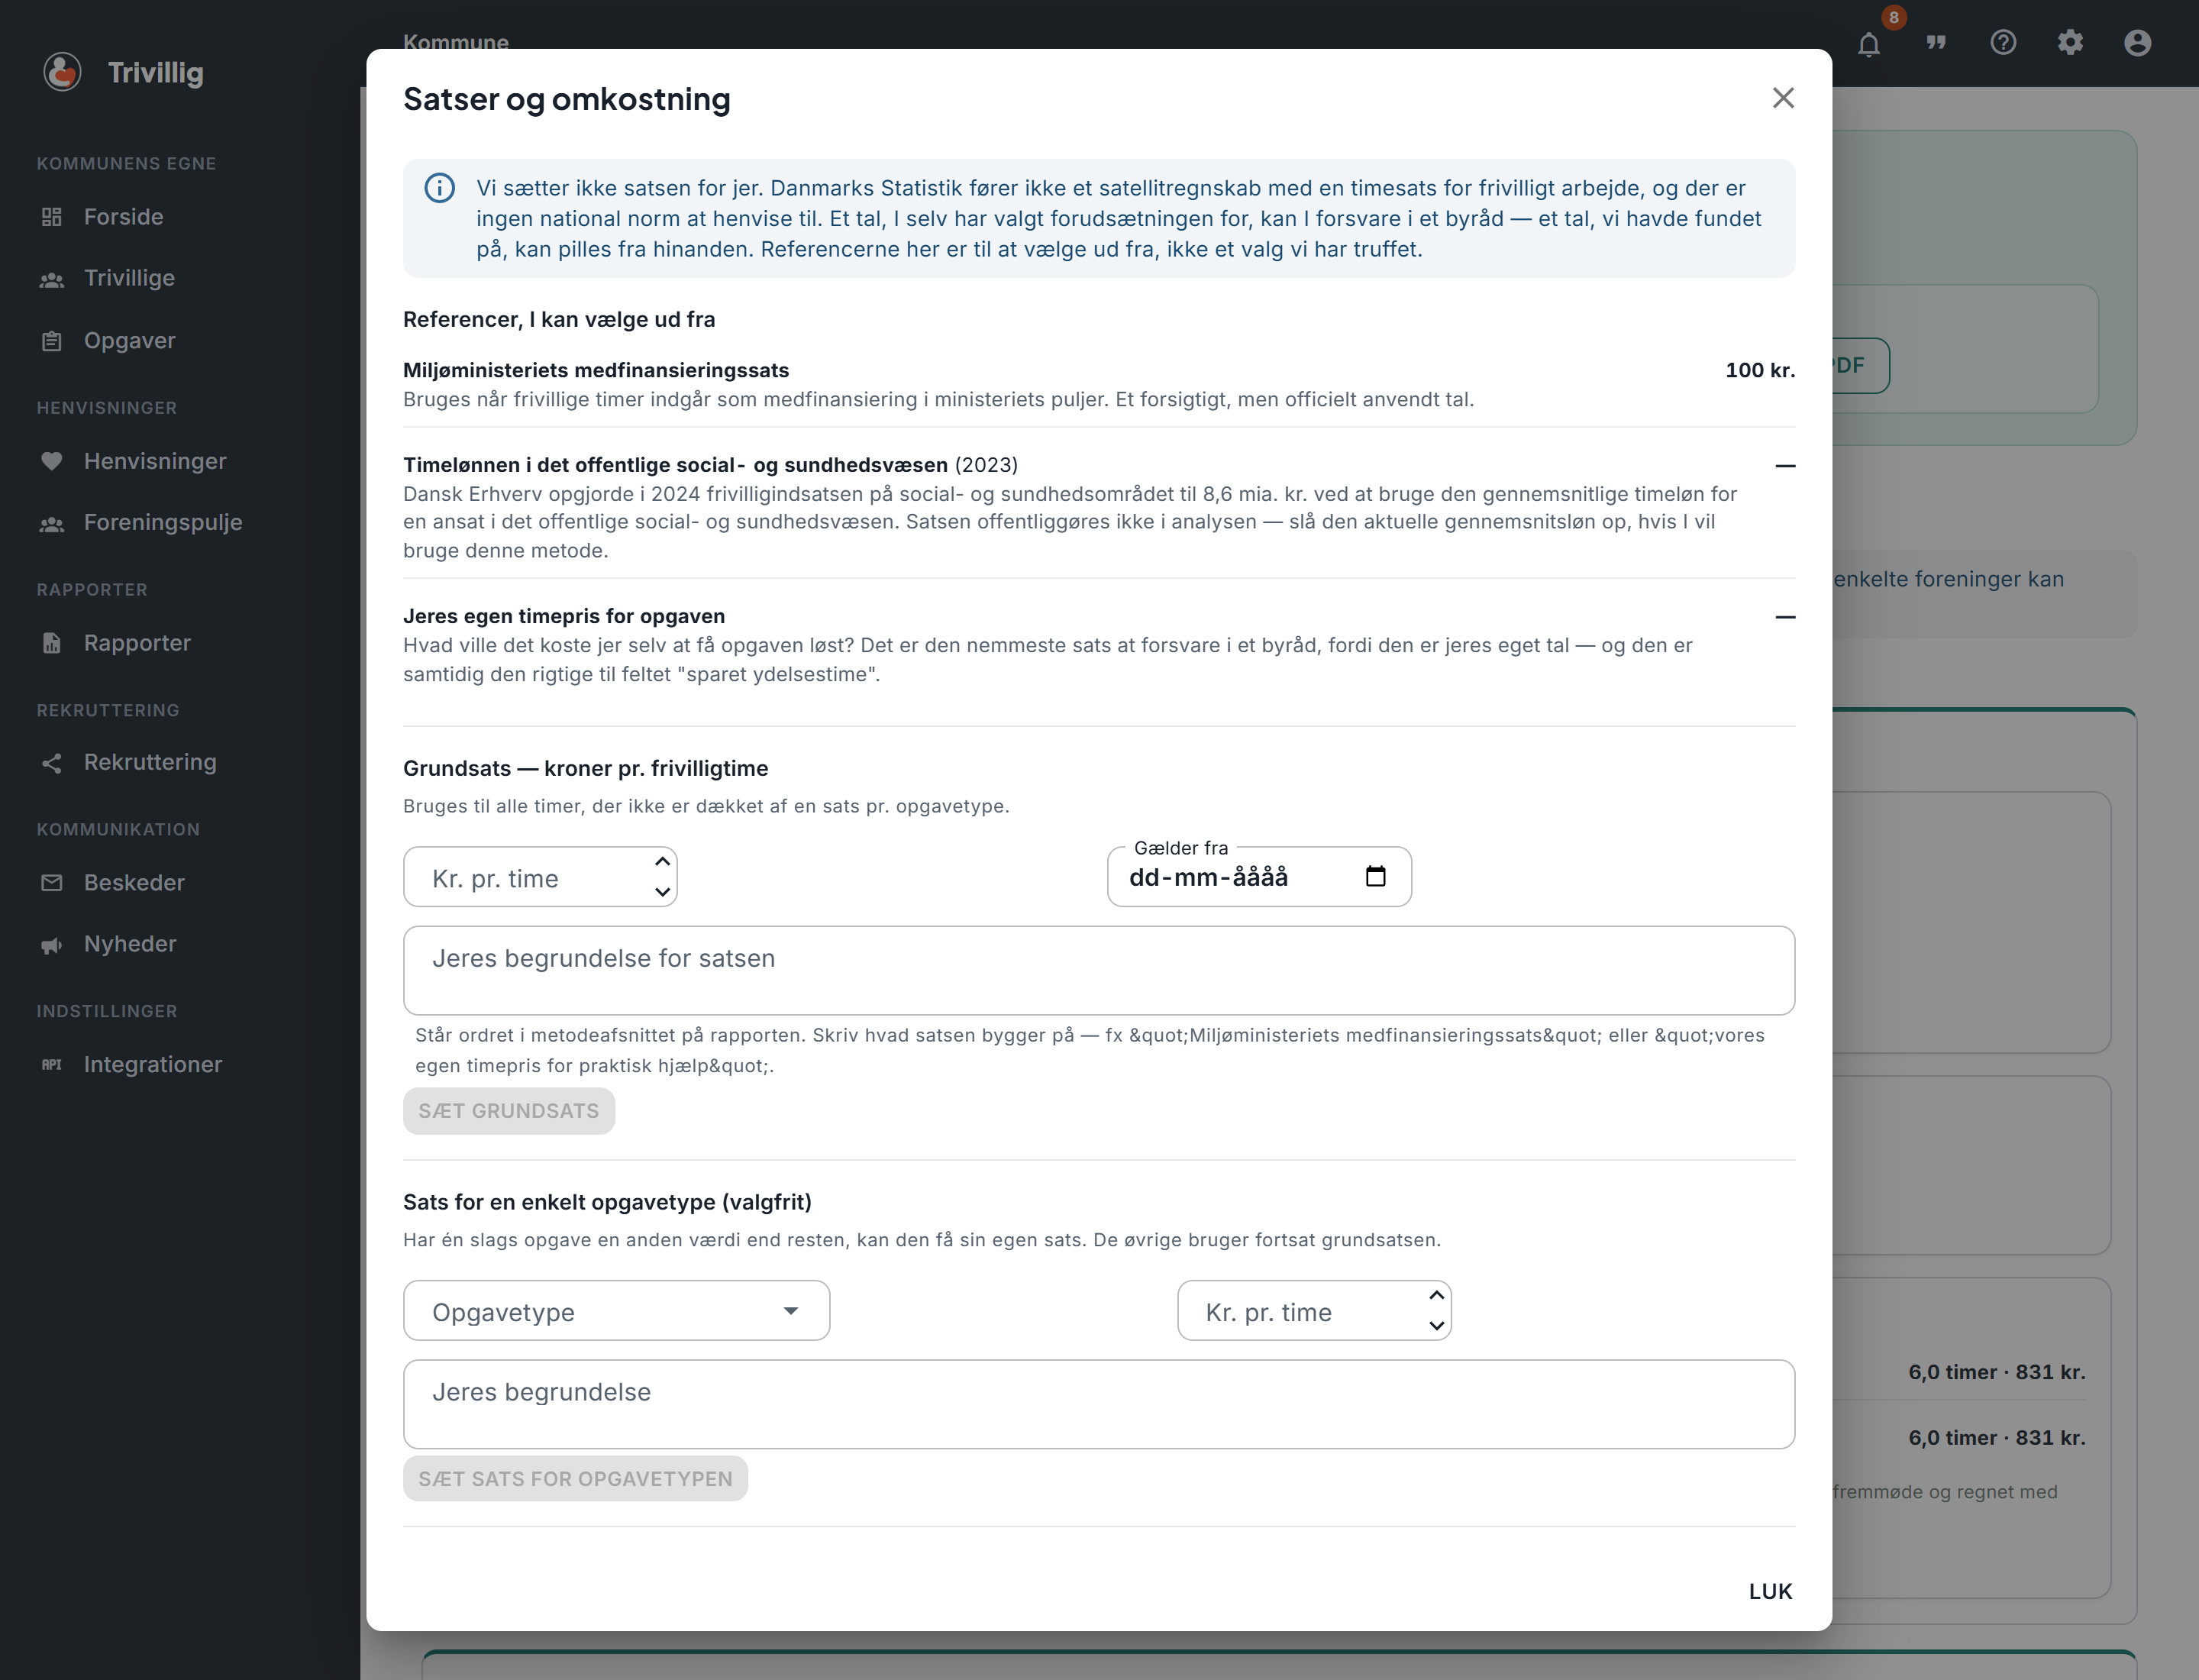 Trivillig
KOMMUNENS EGNE
Forside
Trivillige
Opgaver
HENVISNINGER
Henvisninger
Foreningspulje
RAPPORTER
Rapporter
REKRUTTERING
Rekruttering
KOMMUNIKATION
Beskeder
Nyheder
INDSTILLINGER
API
Integrationer
Kommune
8
Satser og omkostning
Vi sætter ikke satsen for jer. Danmarks Statistik fører ikke et satellitregnskab med en timesats for frivilligt arbejde, og der er
ingen national norm at henvise til. Et tal, I selv har valgt forudsætningen for, kan I forsvare i et byråd — et tal, vi havde fundet
på, kan pilles fra hinanden. Referencerne her er til at vælge ud fra, ikke et valg vi har truffet.
Referencer, I kan vælge ud fra
Miljøministeriets medfinansieringssats 100 kr.
Bruges når frivillige timer indgår som medfinansiering i ministeriets puljer. Et forsigtigt, men officielt anvendt tal.
Timelønnen i det offentlige social- og sundhedsvæsen (2023) —
Dansk Erhverv opgjorde i 2024 frivilligindsatsen på social- og sundhedsområdet til 8,6 mia. kr. ved at bruge den gennemsnitlige timeløn for
en ansat i det offentlige social- og sundhedsvæsen. Satsen offentliggøres ikke i analysen — slå den aktuelle gennemsnitsløn op, hvis I vil
bruge denne metode.
Jeres egen timepris for opgaven —
Hvad ville det koste jer selv at få opgaven løst? Det er den nemmeste sats at forsvare i et byråd, fordi den er jeres eget tal — og den er
samtidig den rigtige til feltet "sparet ydelsestime".
Grundsats — kroner pr. frivilligtime
Bruges til alle timer, der ikke er dækket af en sats pr. opgavetype.
Kr. pr. time
Gælder fra
dd-mm-åååå
Jeres begrundelse for satsen
Står ordret i metodeafsnittet på rapporten. Skriv hvad satsen bygger på — fx &quot;Miljøministeriets medfinansieringssats&quot; eller &quot;vores
egen timepris for praktisk hjælp&quot;.
SÆT GRUNDSATS
Sats for en enkelt opgavetype (valgfrit)
Har én slags opgave en anden værdi end resten, kan den få sin egen sats. De øvrige bruger fortsat grundsatsen.
Opgavetype
Kr. pr. time
Jeres begrundelse
SÆT SATS FOR OPGAVETYPEN
LUK
PDF
enkelte foreninger kan
6,0 timer · 831 kr.
6,0 timer · 831 kr.
fremmøde og regnet med